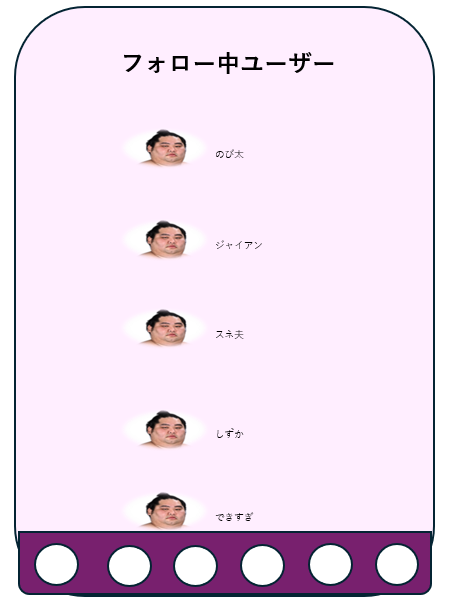 フォロー中ユーザー
のび太
ジャイアン
スネ夫
しずか
できすぎ